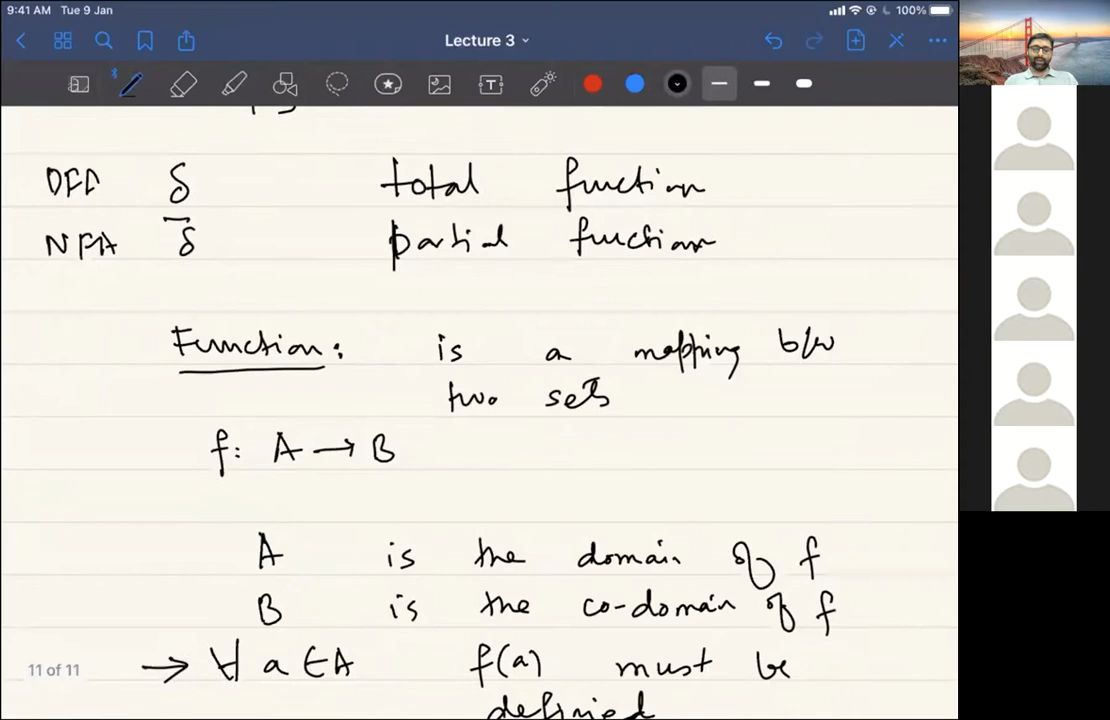 9:41 AM Tue 9 Jan 100%
Lecture 3
T
DFA δ total function
NFA δ partial function
Function: is a mapping b/w
two sets
f: A → B
A is the domain of f
B is the co-domain of f
→ ∀ a ∈ A f(a) must be
defined
11 of 11